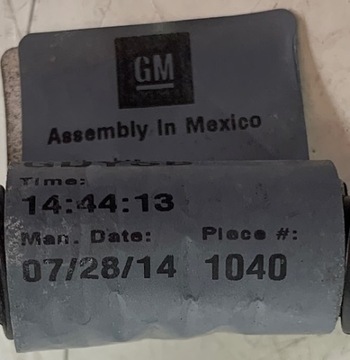 GM
Assembly In Mexico
Time:
14:44:13
Man. Date: Piece #:
07/28/14 1040